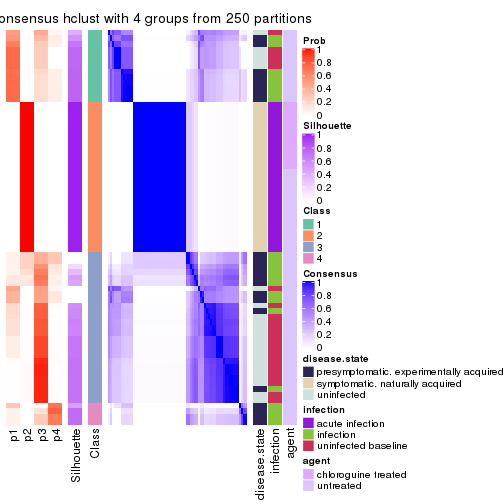 onsensus hclust with 4 groups from 250 partitions
Prob
1
0.8
0.6
0.4
0.2
0
Silhouette
1
0.8
0.6
0.4
0.2
0
Class
1
2
3
4
Consensus
1
0.8
0.6
0.4
0.2
0
disease.state
presymptomatic. experimentally acquired
symptomatic. naturally acquired
uninfected
infection
acute infection
infection
uninfected baseline
agent
chloroguine treated
untreated
p1
p2
p3
p4
Silhouette
Class
disease.state
infection
agent